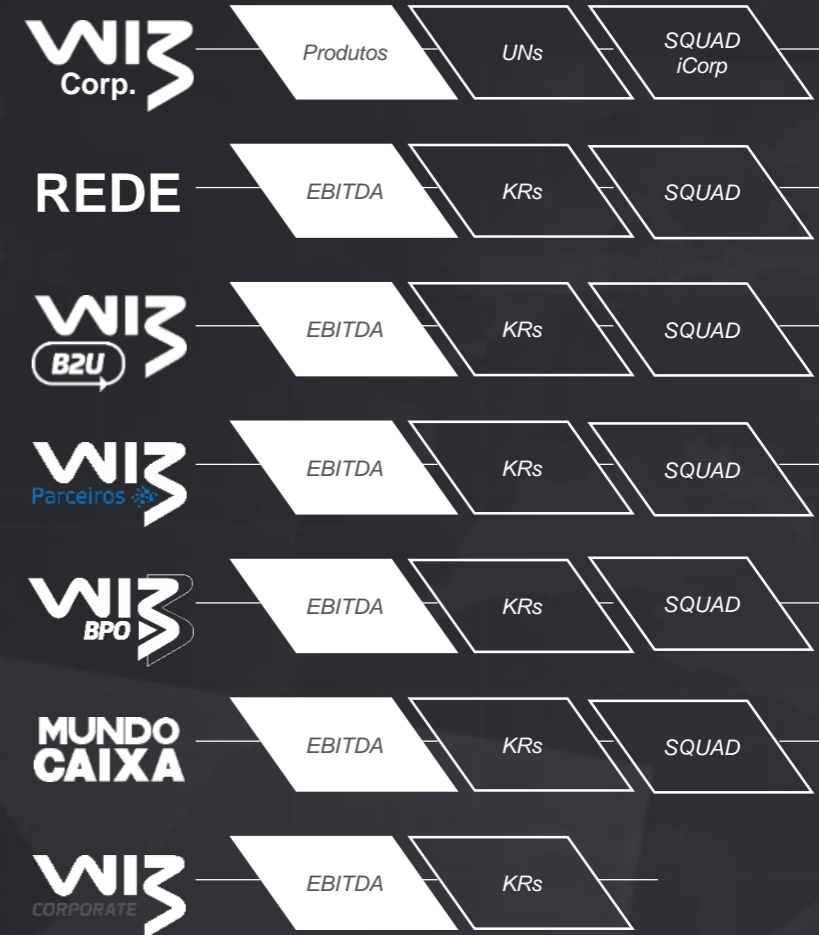 WIZ
Corp.
Produtos
UNs
SQUAD
iCorp
REDE
EBITDA
KRs
SQUAD
WIZ
B2U
EBITDA
KRs
SQUAD
WIZ
Parceiros
EBITDA
KRs
SQUAD
WIZ
BPO
EBITDA
KRs
SQUAD
MUNDO
CAIXA
EBITDA
KRs
SQUAD
WIZ
CORPORATE
EBITDA
KRs